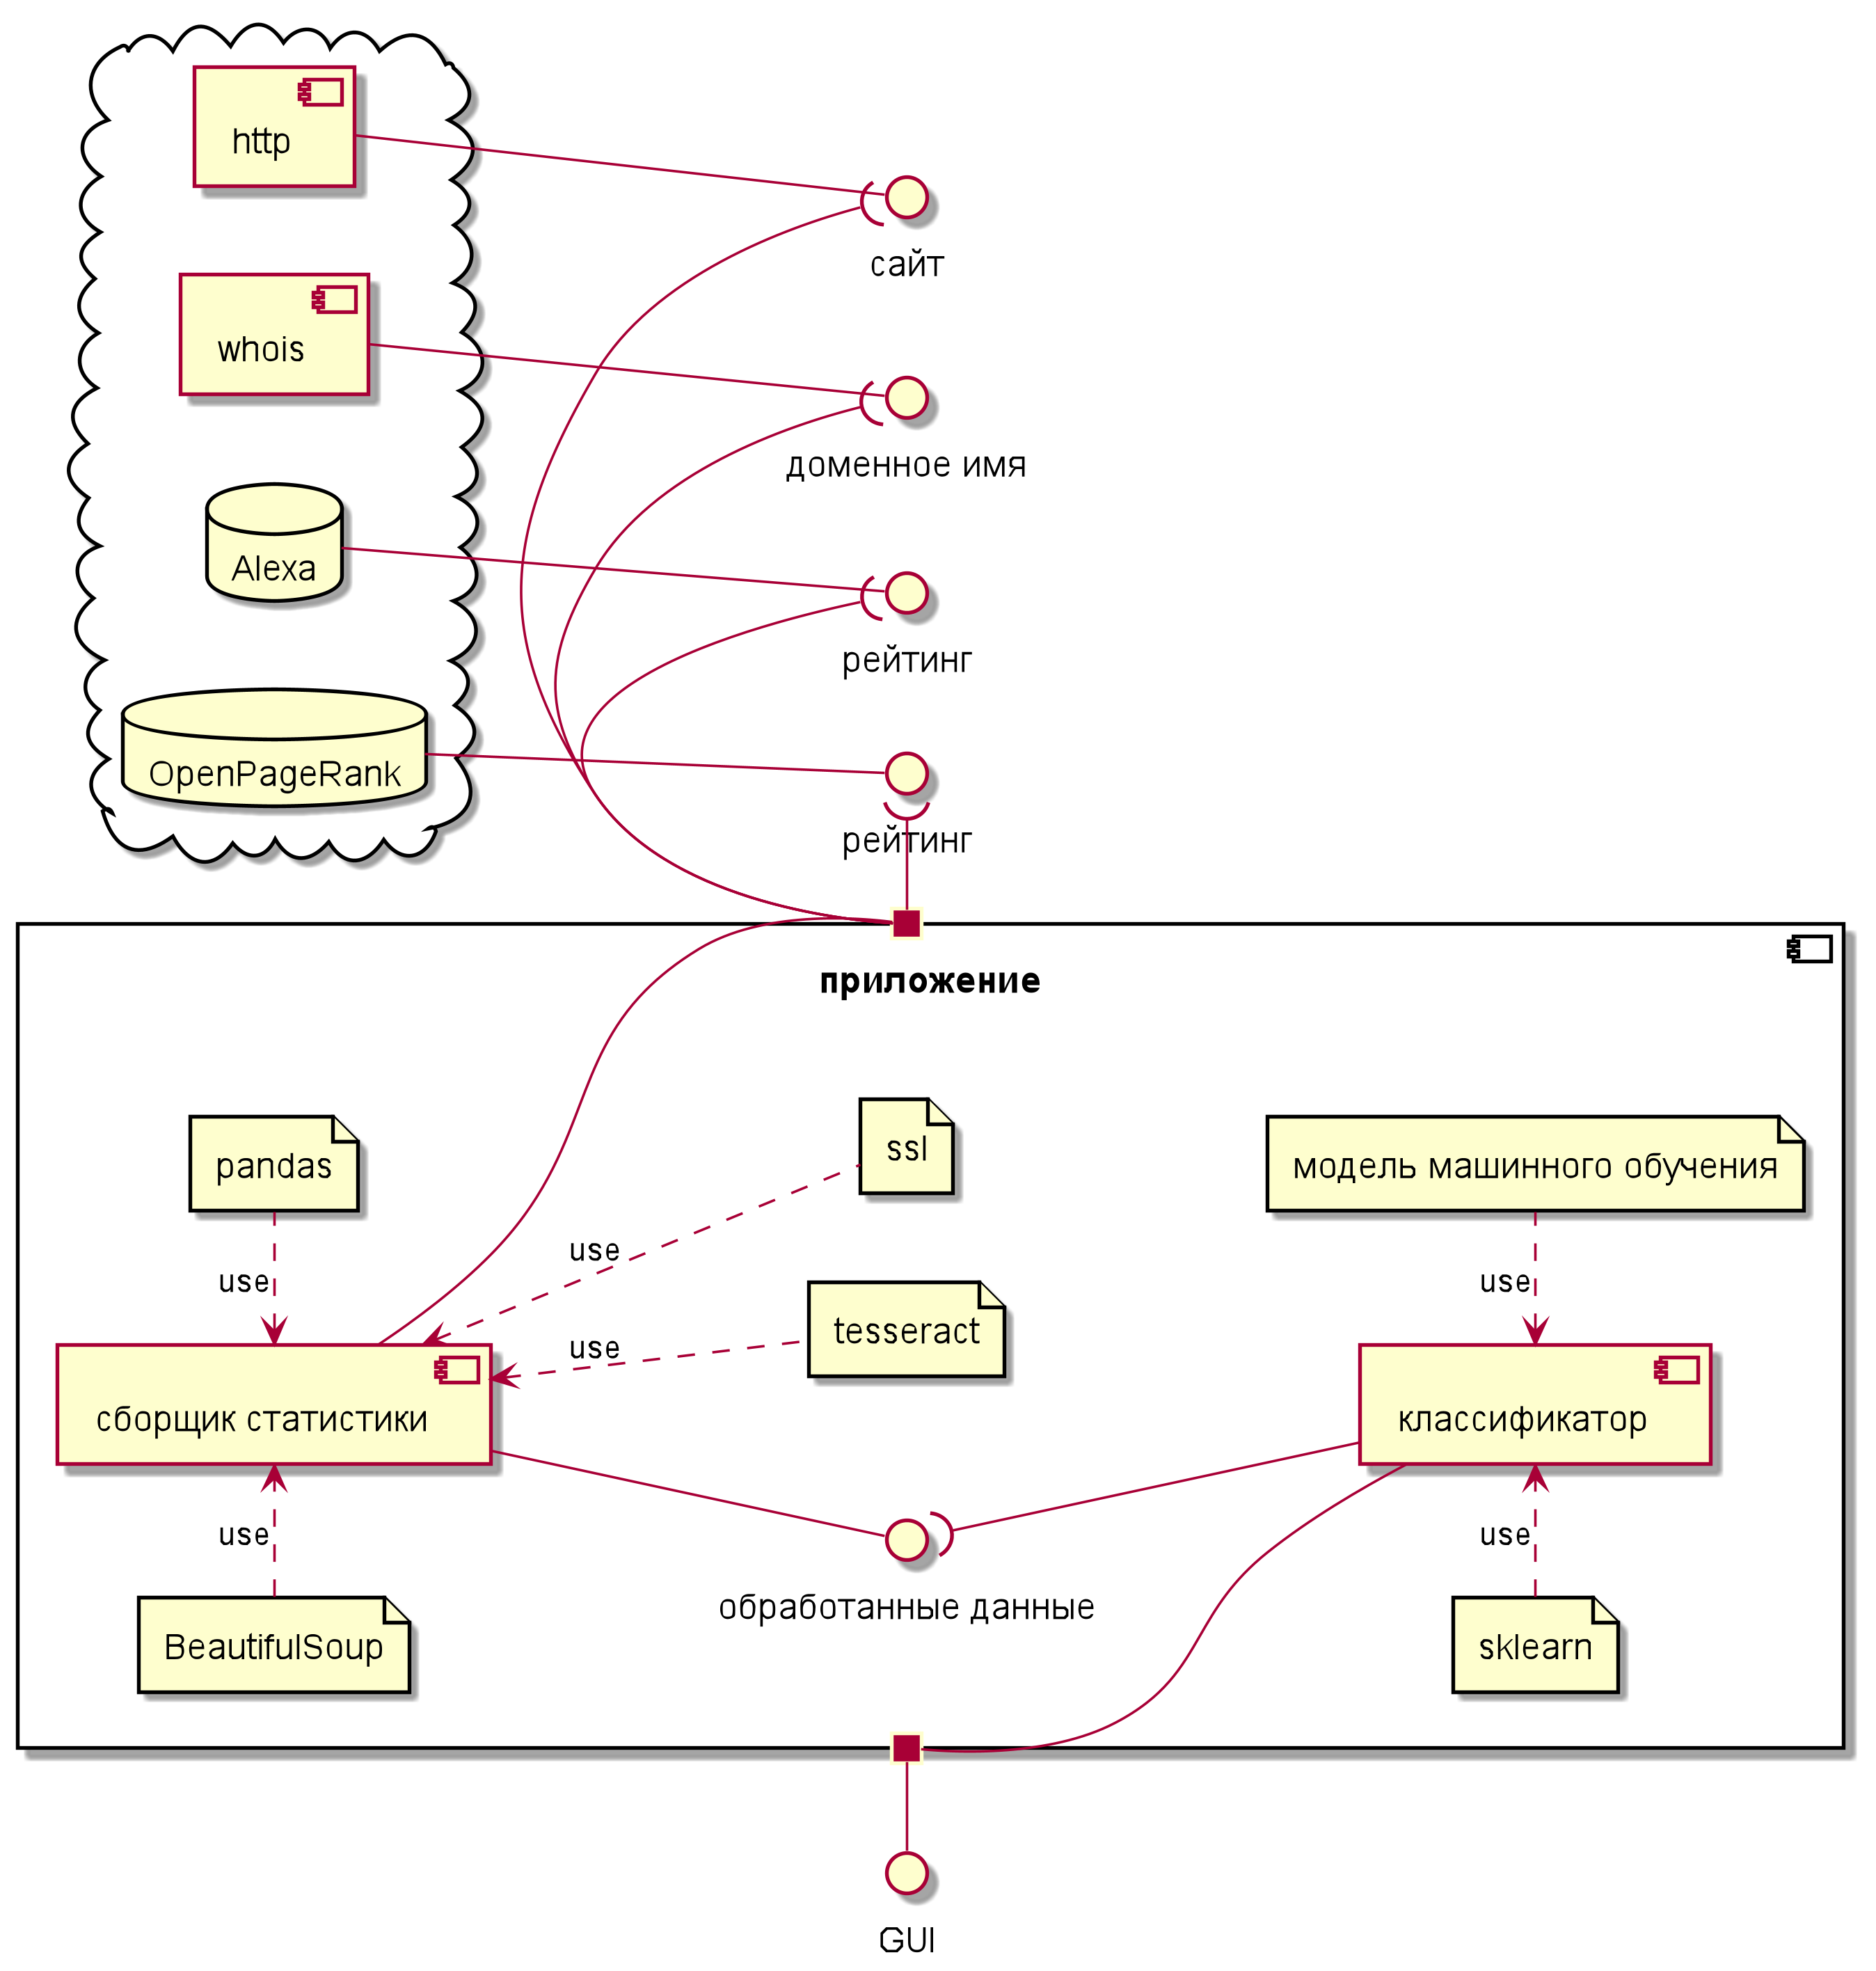 http
сайт
whois
доменное имя
Alexa
рейтинг
OpenPageRank
рейтинг
приложение
ssl
pandas
модель машинного обучения
use
use
use
tesseract
use
сборщик статистики
классификатор
use
use
обработанные данные
BeautifulSoup
sklearn
GUI